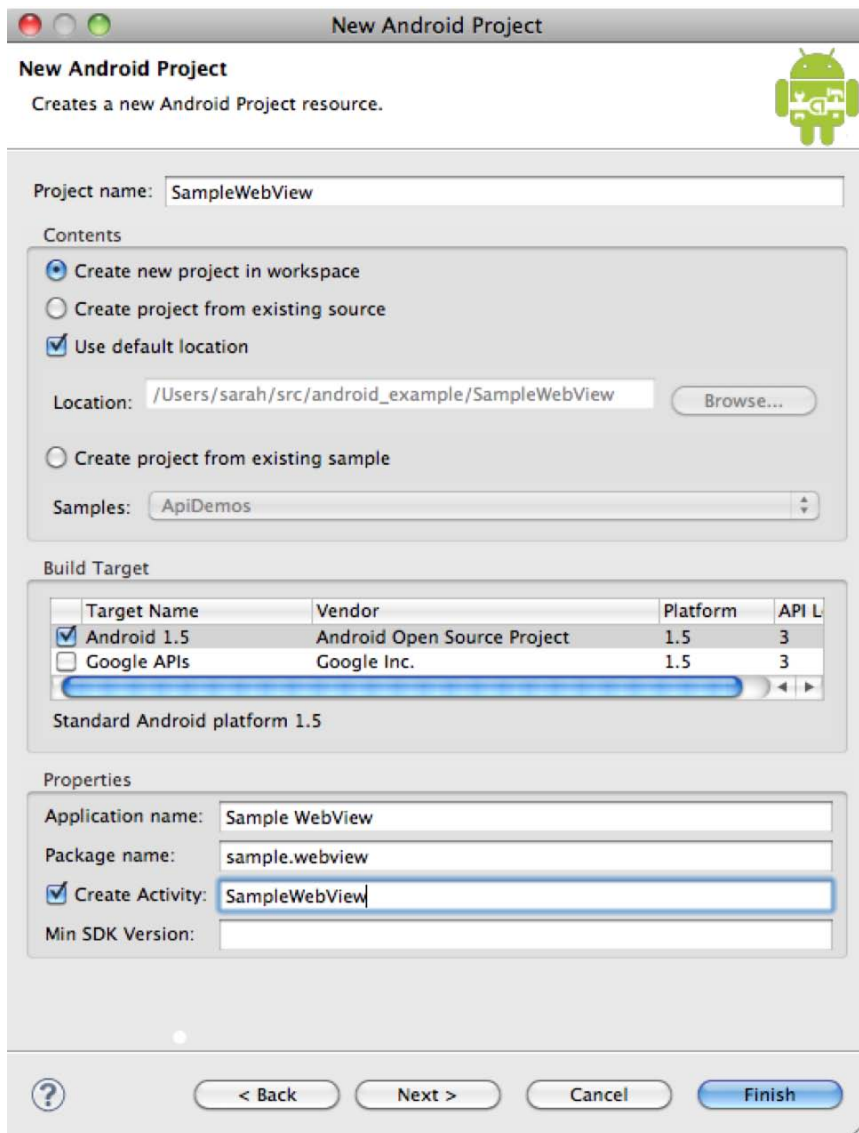 New Android Project
New Android Project
Creates a new Android Project resource.
Project name: SampleWebView
Contents
Create new project in workspace
Create project from existing source
Use default location
Location: /Users/sarah/src/android_example/SampleWebView Browse...
Create project from existing sample
Samples: ApiDemos
Build Target
Target Name Vendor Platform API L
Android 1.5 Android Open Source Project 1.5 3
Google APIs Google Inc. 1.5 3
Standard Android platform 1.5
Properties
Application name: Sample WebView
Package name: sample.webview
Create Activity: SampleWebView
Min SDK Version:
? < Back Next > Cancel Finish